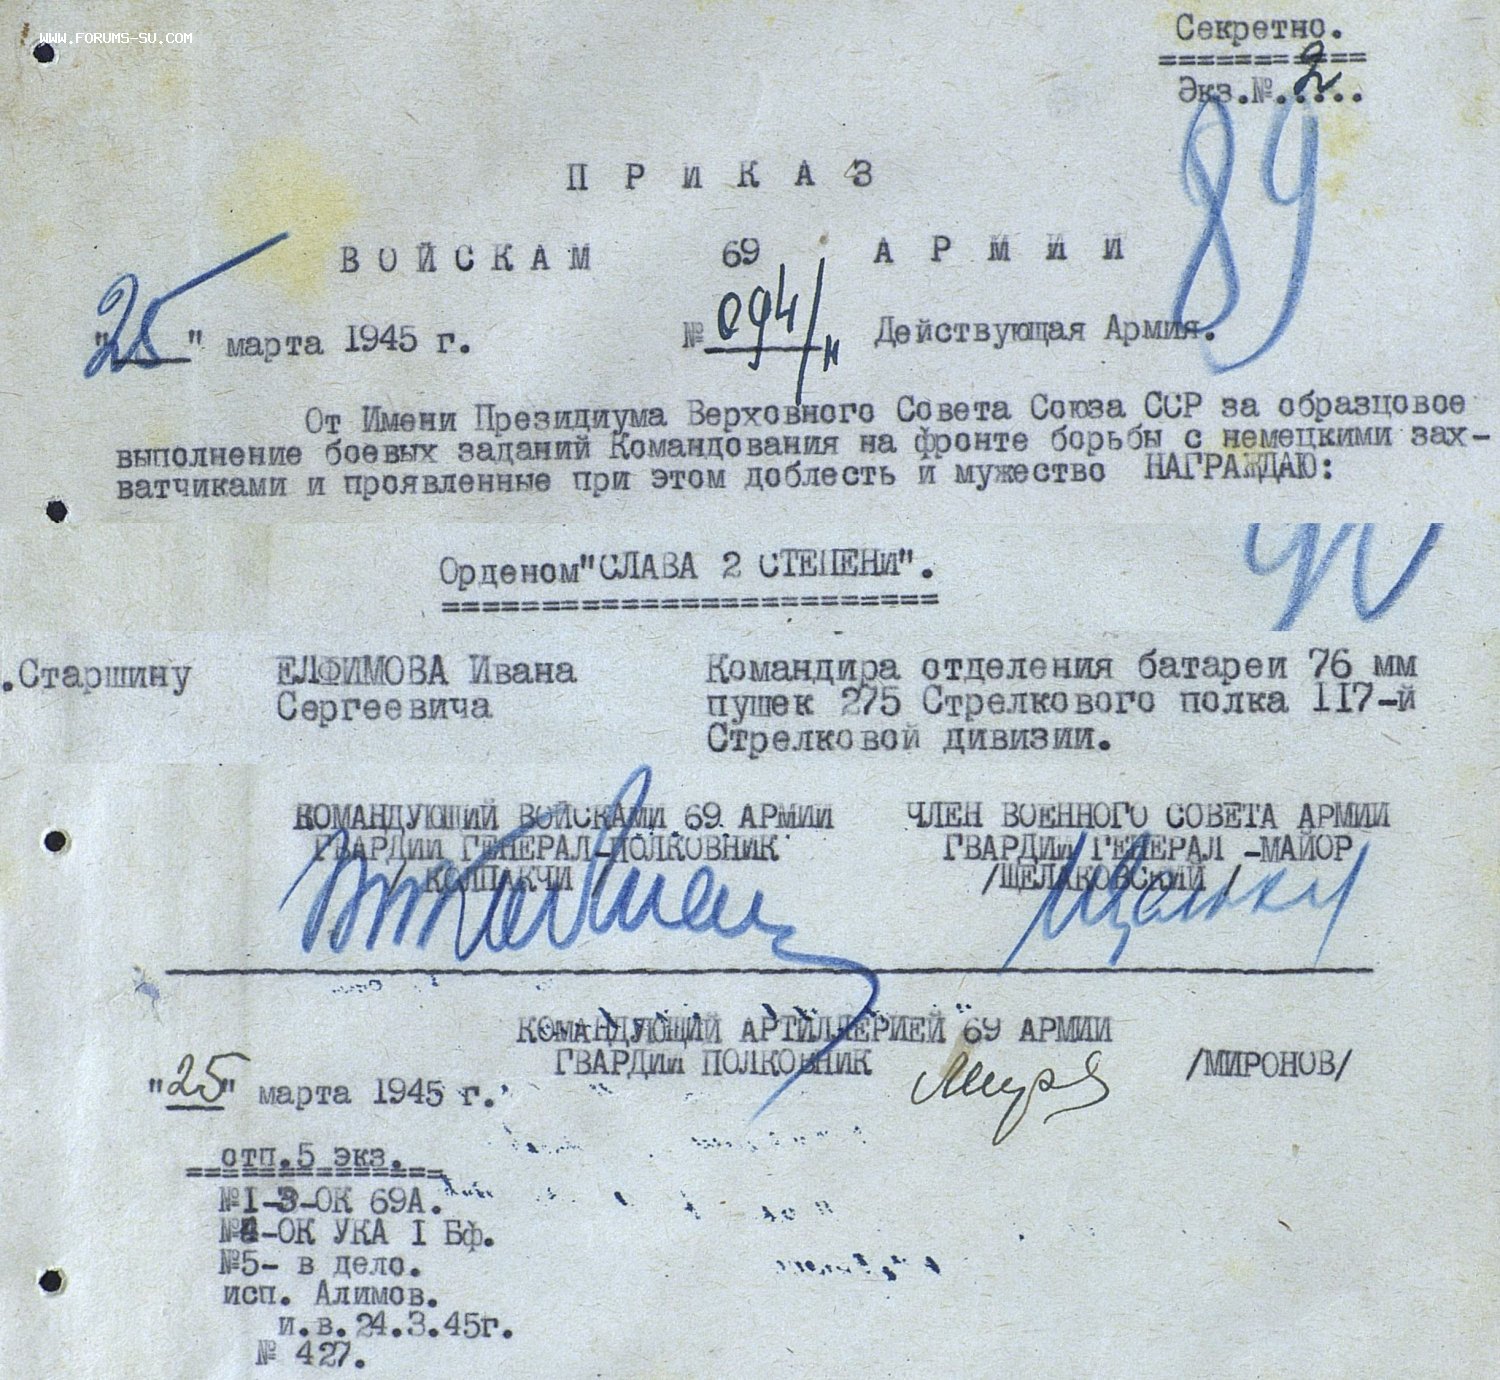 WWW.FORUMS-SU.COM
Секретно.
===========
Экз.№.2....
89
П Р И К А З
В О Й С К А М 69 А Р М И И
"25" марта 1945 г. № 094/н Действующая Армия.
От Имени Президиума Верховного Совета Союза ССР за образцовое
выполнение боевых заданий Командования на фронте борьбы с немецкими зах-
ватчиками и проявленные при этом доблесть и мужество НАГРАЖДАЮ:
Орденом"СЛАВА 2 СТЕПЕНИ".
==========================
.Старшину ЕЛФИМОВА Ивана Командира отделения батареи 76 мм
Сергеевича пушек 275 Стрелкового полка 117-й
Стрелковой дивизии.
КОМАНДУЮЩИЙ ВОЙСКАМИ 69 АРМИИ ЧЛЕН ВОЕННОГО СОВЕТА АРМИИ
ГВАРДИИ ГЕНЕРАЛ-ПОЛКОВНИК ГВАРДИИ ГЕНЕРАЛ -МАЙОР
/ КОЛПАКЧИ / /ЩЕЛАКОВСКИЙ /
КОМАНДУЮЩИЙ АРТИЛЛЕРИЕЙ 69 АРМИИ
ГВАРДИИ ПОЛКОВНИК /МИРОНОВ/
"25" марта 1945 г.
отп.5 экз.
==============
№I-3-ОК 69А.
№4-ОК УКА I Бф.
№5- в дело.
исп. Алимов.
и.в.24.3.45г.
№ 427.